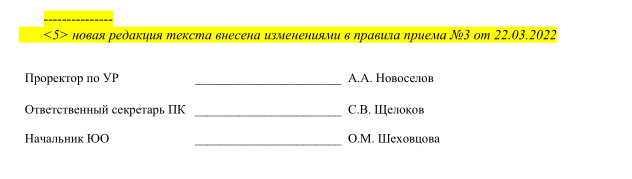 ---------------
<5> новая редакция текста внесена изменениями в правила приема №3 от 22.03.2022
Проректор по УР ________________________ А.А. Новоселов
Ответственный секретарь ПК ________________________ С.В. Щелоков
Начальник ЮО ________________________ О.М. Шеховцова